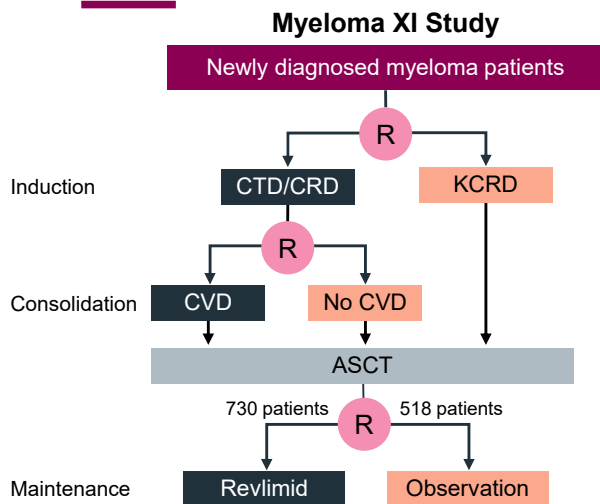 Myeloma XI Study
Newly diagnosed myeloma patients
R
Induction
CTD/CRD
KCRD
R
Consolidation
CVD
No CVD
ASCT
730 patients
R
518 patients
Maintenance
Revlimid
Observation